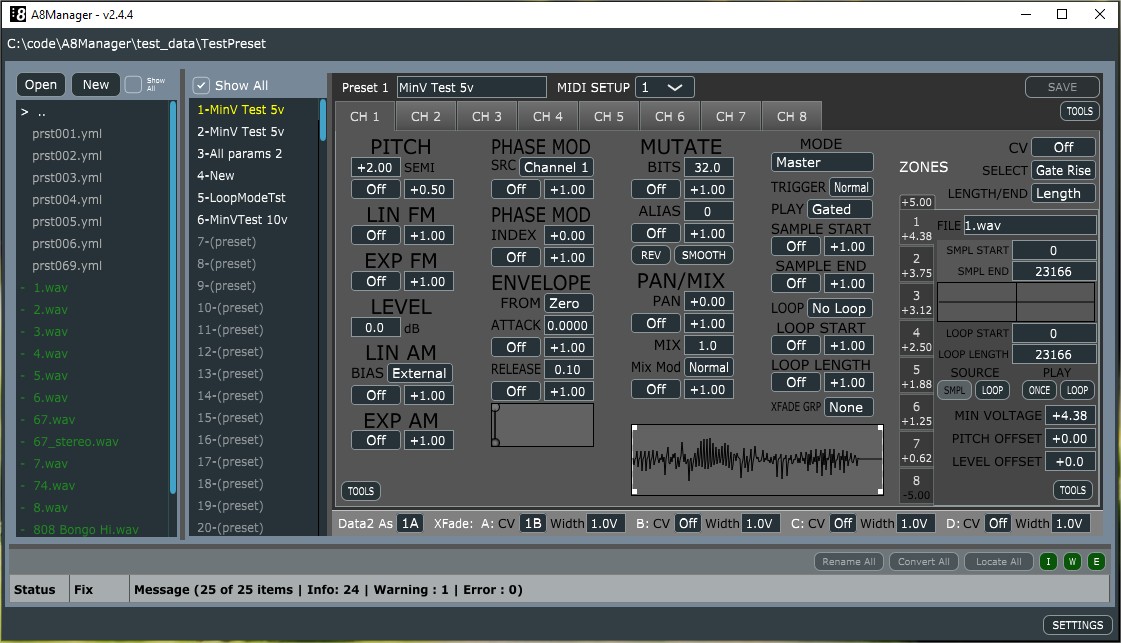 A8Manager - v2.4.4
C:\code\A8Manager\test_data\TestPreset
Open New Show All
> ..
prst001.yml
prst002.yml
prst003.yml
prst004.yml
prst005.yml
prst006.yml
prst069.yml
- 1.wav
- 2.wav
- 3.wav
- 4.wav
- 5.wav
- 6.wav
- 67.wav
- 67_stereo.wav
- 7.wav
- 74.wav
- 8.wav
- 808 Bongo Hi.wav
Show All
1-MinV Test 5v
2-MinV Test 5v
3-All params 2
4-New
5-LoopModeTst
6-MinVTest 10v
7-(preset)
8-(preset)
9-(preset)
10-(preset)
11-(preset)
12-(preset)
13-(preset)
14-(preset)
15-(preset)
16-(preset)
17-(preset)
18-(preset)
19-(preset)
20-(preset)
Preset 1 MinV Test 5v MIDI SETUP 1 SAVE
CH 1 CH 2 CH 3 CH 4 CH 5 CH 6 CH 7 CH 8 TOOLS
PITCH
+2.00 SEMI
Off +0.50
LIN FM
Off +1.00
EXP FM
Off +1.00
LEVEL
0.0 dB
LIN AM
BIAS External
Off +1.00
EXP AM
Off +1.00
TOOLS
PHASE MOD
SRC Channel 1
Off +1.00
PHASE MOD
INDEX +0.00
Off +1.00
ENVELOPE
FROM Zero
ATTACK 0.0000
Off +1.00
RELEASE 0.10
Off +1.00
MUTATE
BITS 32.0
Off +1.00
ALIAS 0
Off +1.00
REV SMOOTH
PAN/MIX
PAN +0.00
Off +1.00
MIX 1.0
Mix Mod Normal
Off +1.00
MODE
Master
TRIGGER Normal
PLAY Gated
SAMPLE START
Off +1.00
SAMPLE END
Off +1.00
LOOP No Loop
LOOP START
Off +1.00
LOOP LENGTH
Off +1.00
XFADE GRP None
ZONES
+5.00
1
+4.38
2
+3.75
3
+3.12
4
+2.50
5
+1.88
6
+1.25
7
+0.62
8
-5.00
CV Off
SELECT Gate Rise
LENGTH/END Length
FILE 1.wav
SMPL START 0
SMPL END 23166
LOOP START 0
LOOP LENGTH 23166
SOURCE PLAY
SMPL LOOP ONCE LOOP
MIN VOLTAGE +4.38
PITCH OFFSET +0.00
LEVEL OFFSET +0.0
TOOLS
Data2 As 1A XFade: A: CV 1B Width 1.0V B: CV Off Width 1.0V C: CV Off Width 1.0V D: CV Off Width 1.0V
Rename All Convert All Locate All I W E
Status Fix Message (25 of 25 items | Info: 24 | Warning : 1 | Error : 0)
SETTINGS